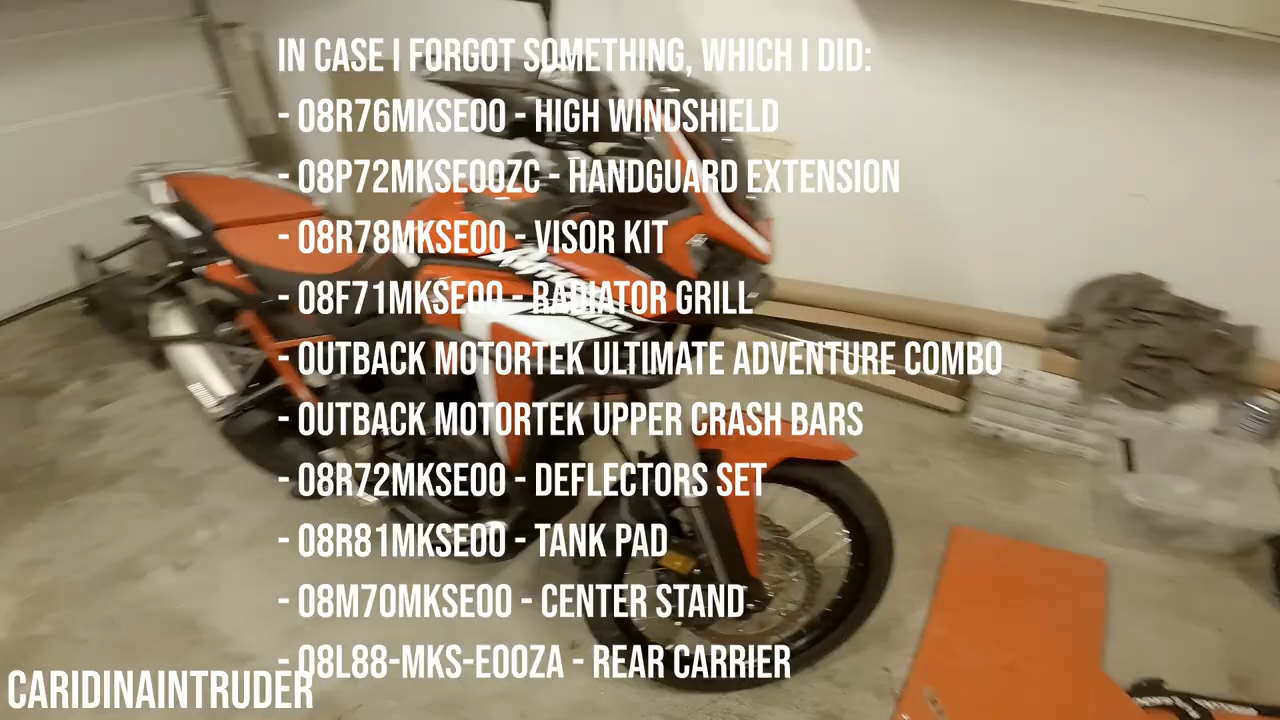 IN CASE I FORGOT SOMETHING, WHICH I DID:
- 08R76MKSE00 - HIGH WINDSHIELD
- 08P72MKSE00ZC - HANDGUARD EXTENSION
- 08R78MKSE00 - VISOR KIT
- 08F71MKSE00 - RADIATOR GRILL
- OUTBACK MOTORTEK ULTIMATE ADVENTURE COMBO
- OUTBACK MOTORTEK UPPER CRASH BARS
- 08R72MKSE00 - DEFLECTORS SET
- 08R81MKSE00 - TANK PAD
- 08M70MKSE00 - CENTER STAND
- 08L88-MKS-E00ZA - REAR CARRIER
CARIDINAINTRUDER